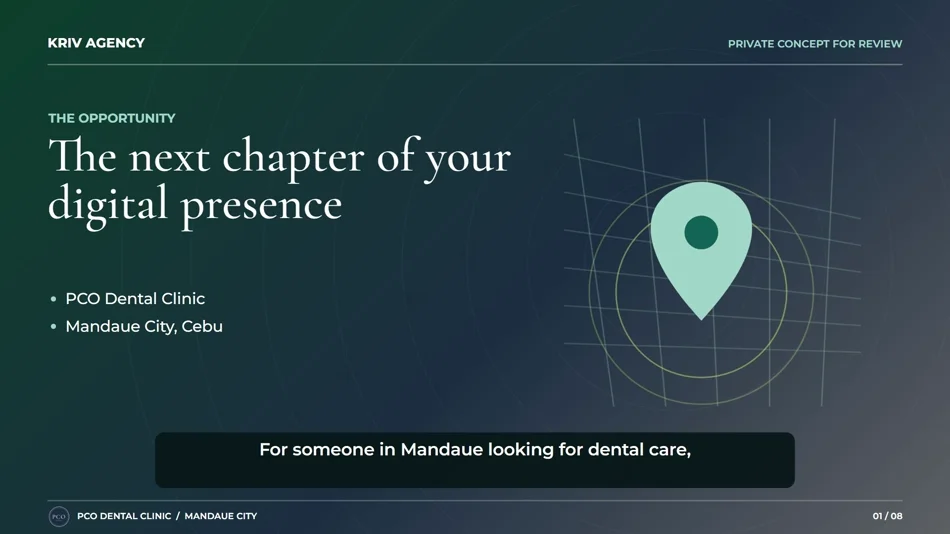 KRIV AGENCY
PRIVATE CONCEPT FOR REVIEW
THE OPPORTUNITY
The next chapter of your
digital presence
• PCO Dental Clinic
• Mandaue City, Cebu
For someone in Mandaue looking for dental care,
PCO
PCO DENTAL CLINIC / MANDAUE CITY
01 / 08